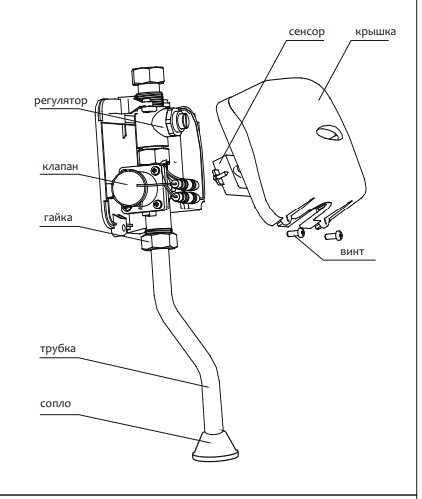 сенсор
крышка
регулятор
клапан
гайка
винт
трубка
сопло